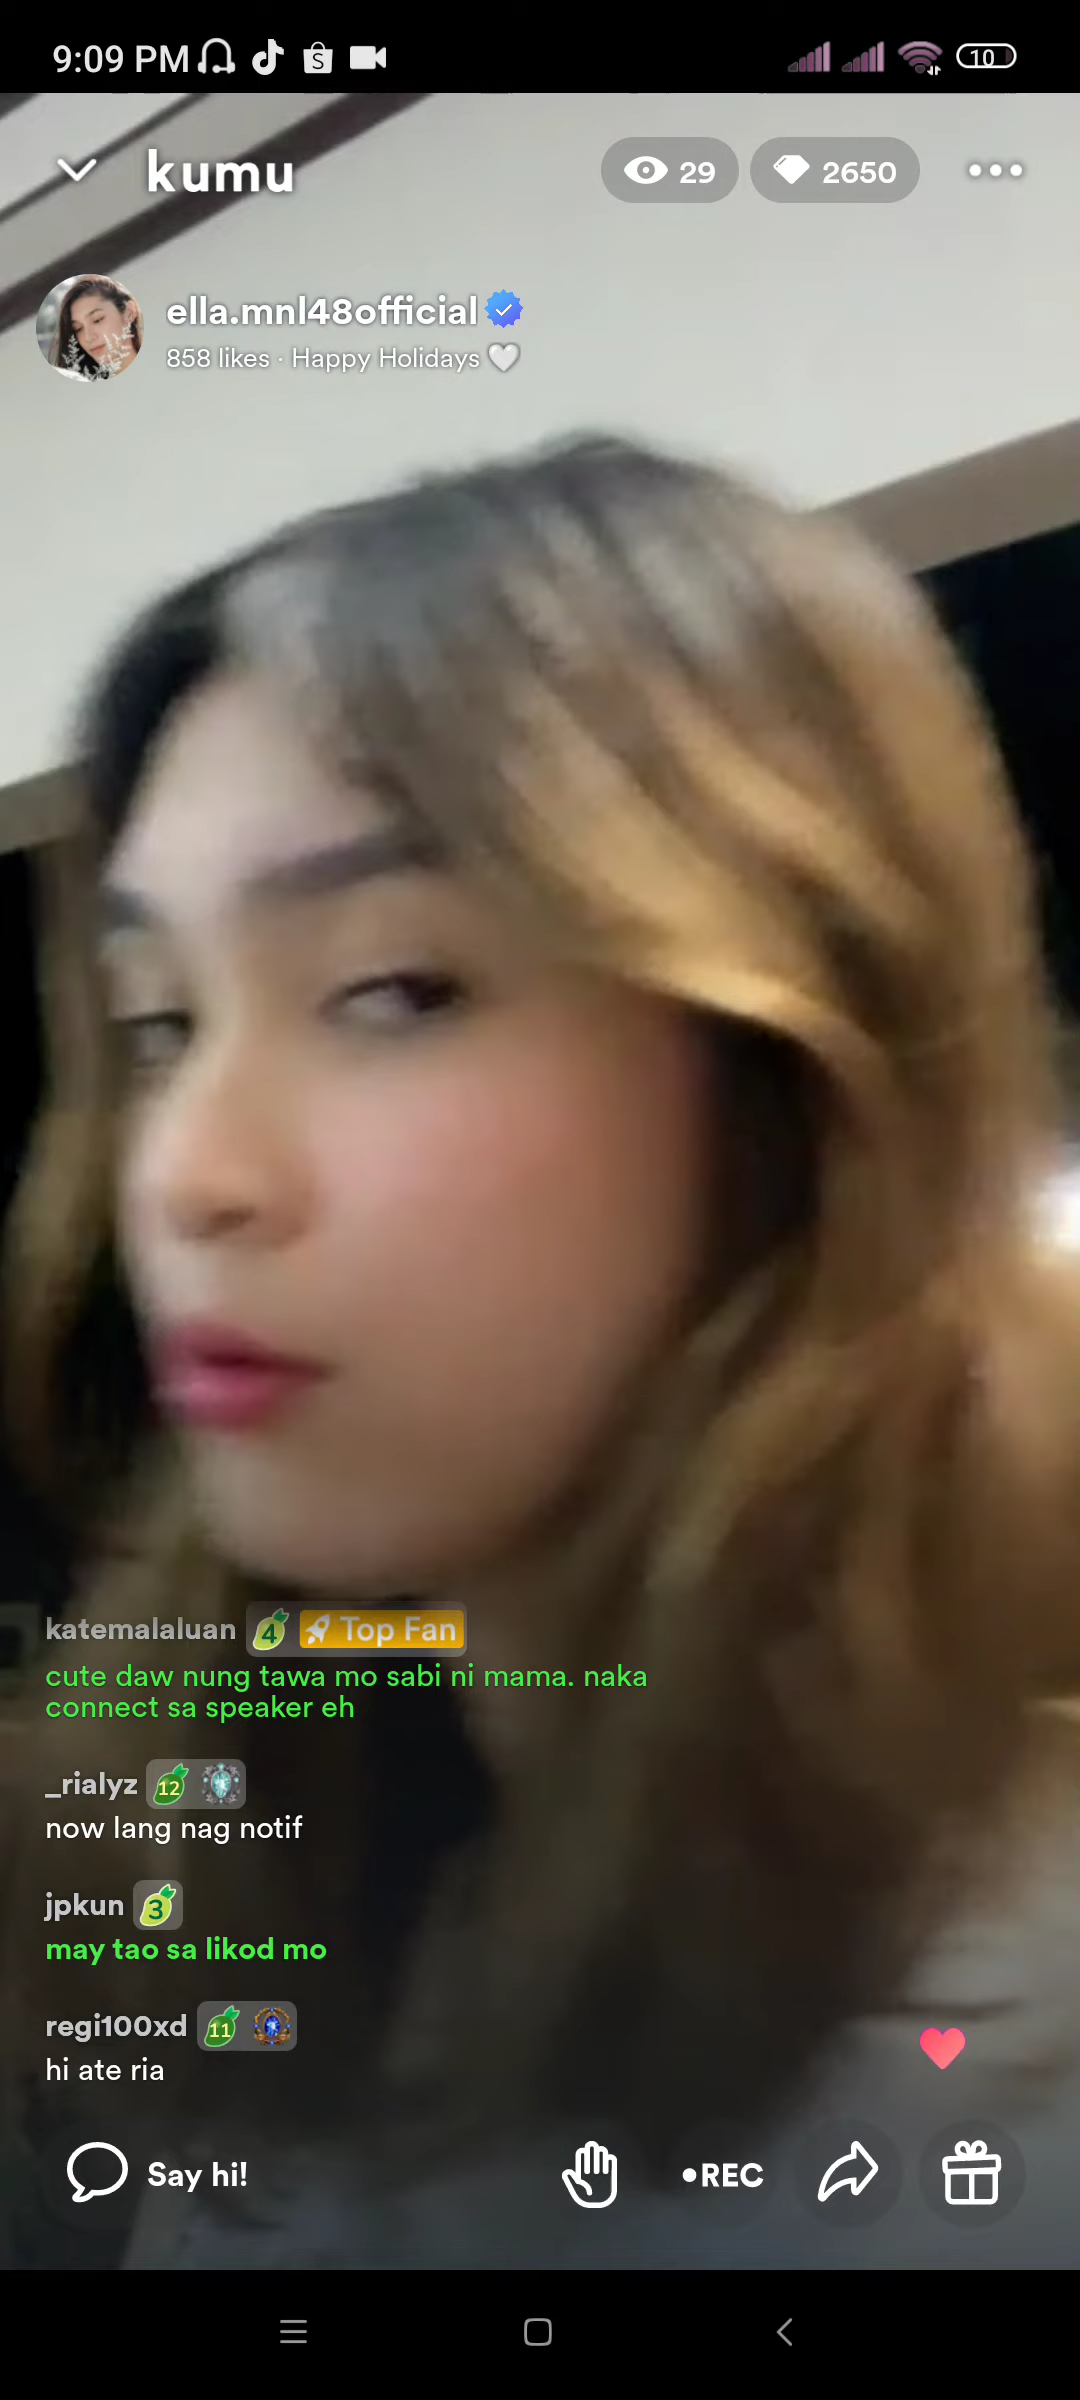 9:09 PM
10
kumu
29
2650
ella.mnl48official
858 likes · Happy Holidays 🤍
katemalaluan 4 Top Fan
cute daw nung tawa mo sabi ni mama. naka
connect sa speaker eh
_rialyz 12
now lang nag notif
jpkun 3
may tao sa likod mo
regi100xd 11
hi ate ria
Say hi!
•REC